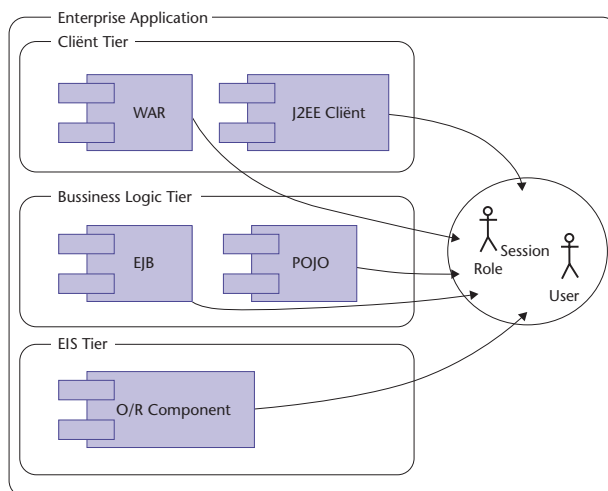 Enterprise Application
Cliënt Tier
WAR
J2EE Cliënt
Bussiness Logic Tier
EJB
POJO
Session
Role
User
EIS Tier
O/R Component